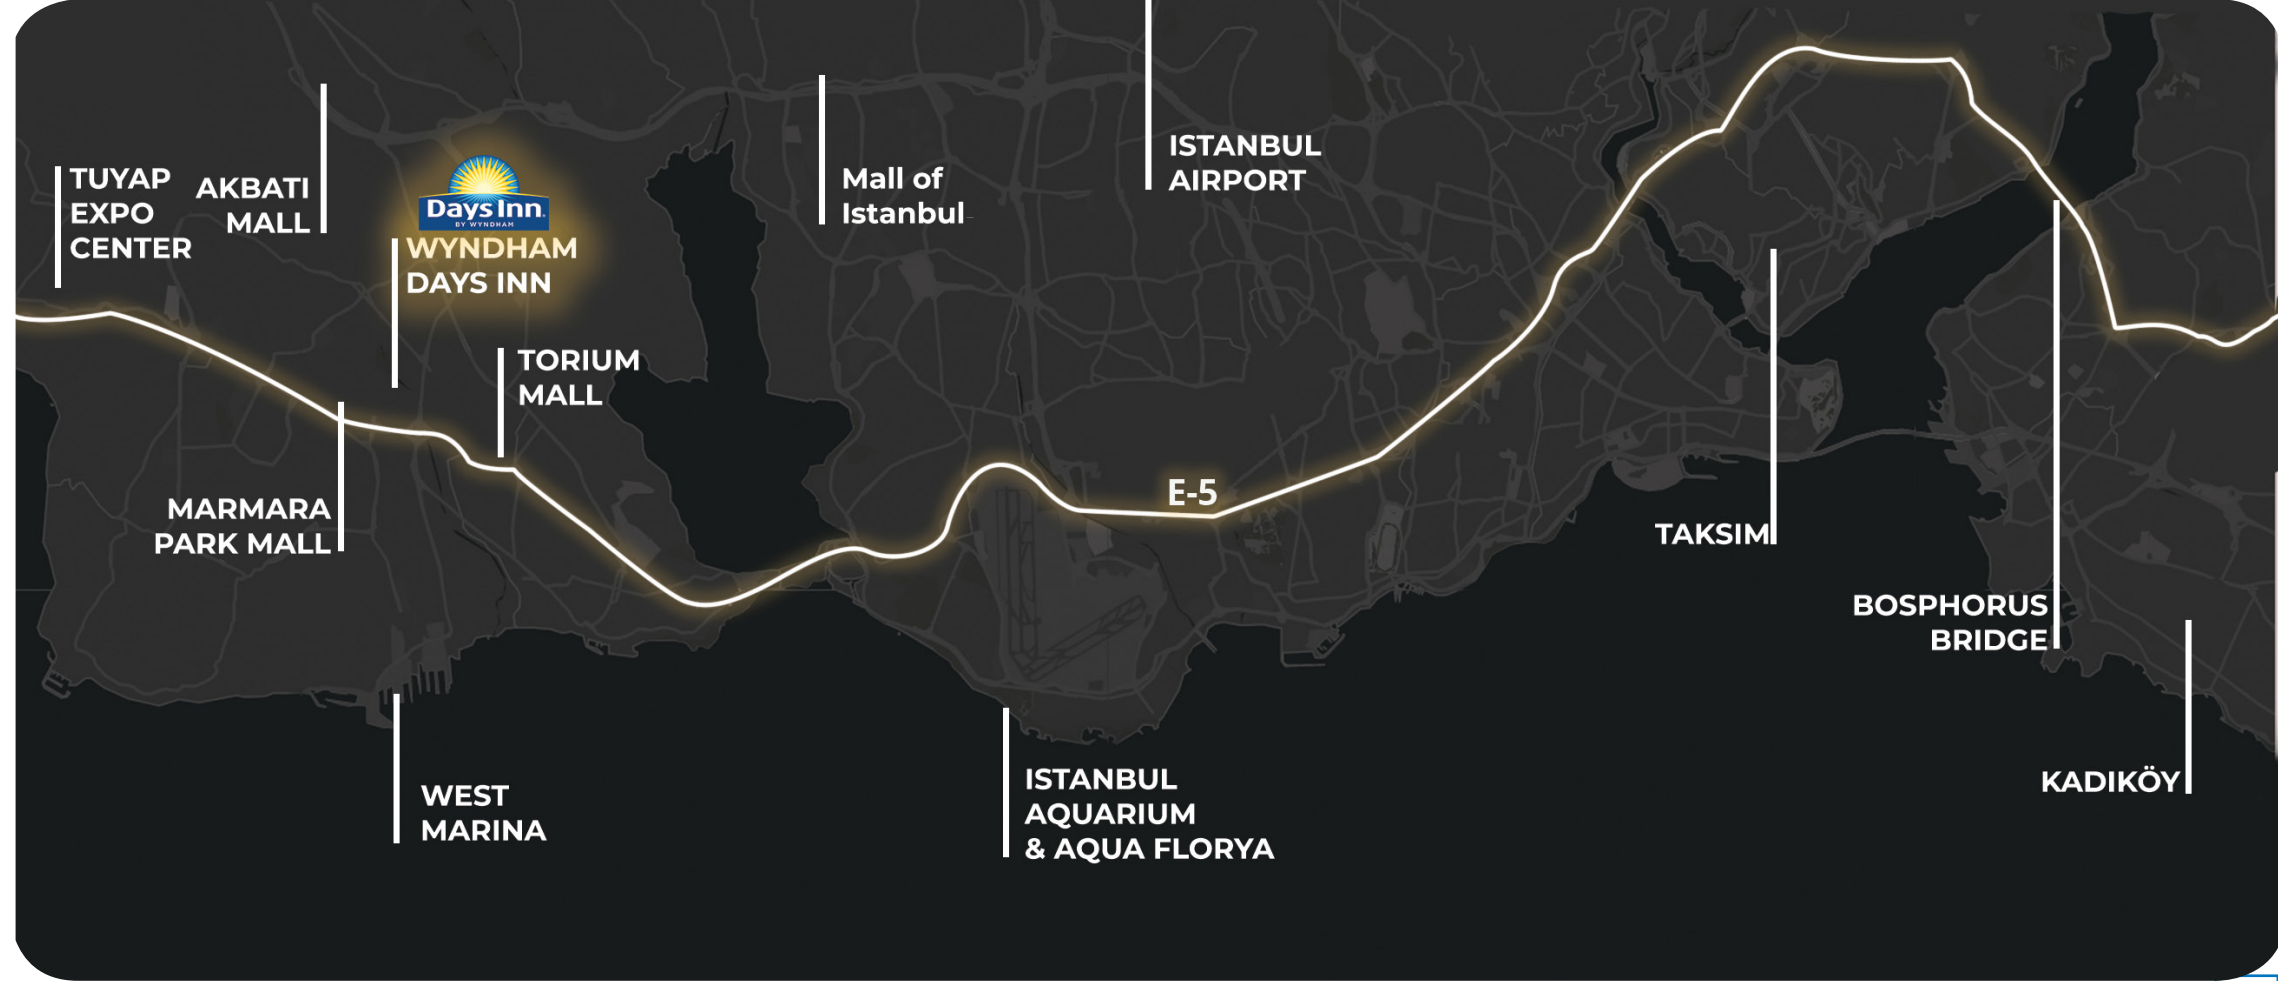 TUYAP
EXPO
CENTER
AKBATI
MALL
Days Inn®
BY WYNDHAM
WYNDHAM
DAYS INN
TORIUM
MALL
Mall of
Istanbul
ISTANBUL
AIRPORT
MARMARA
PARK MALL
E-5
TAKSIM
BOSPHORUS
BRIDGE
WEST
MARINA
ISTANBUL
AQUARIUM
& AQUA FLORYA
KADIKÖY